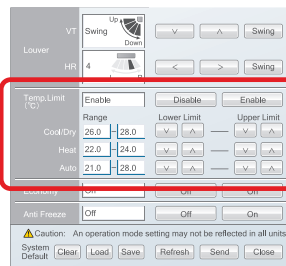 VT Swing Up Down ∨ ∧ Swing
Louver
HR 4 < > Swing
Temp.Limit (°C) Enable Disable Enable
Range Lower Limit Upper Limit
Cool/Dry 26.0 - 28.0 ∨ ∧ — ∨ ∧
Heat 22.0 - 24.0 ∨ ∧ — ∨ ∧
Auto 21.0 - 28.0 ∨ ∧ — ∨ ∧
Economy Off Off
Anti Freeze Off Off On
Caution: An operation mode setting may not be reflected in all units
System Default Clear Load Save Refresh Send Close